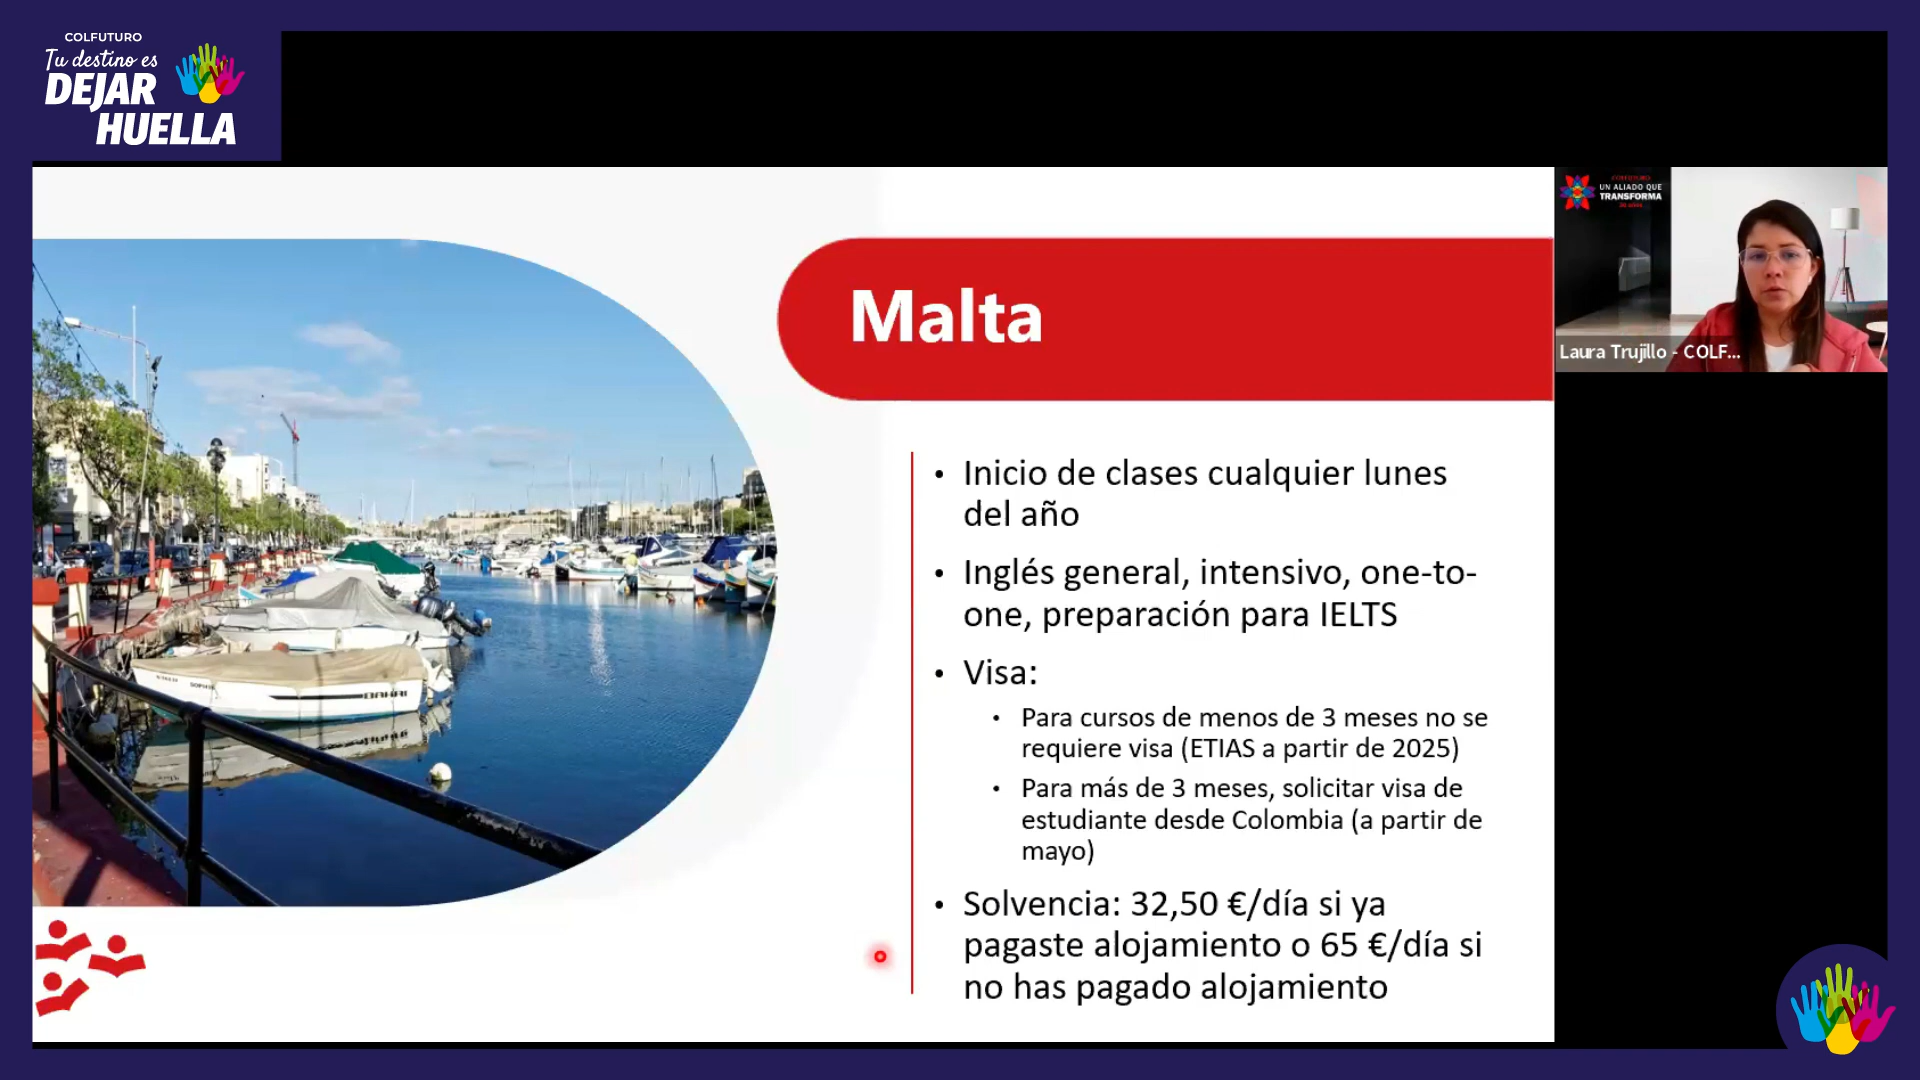 COLFUTURO
Tu destino es
DEJAR
HUELLA
UN ALIADO QUE
TRANSFORMA
Laura Trujillo - COLF...
Malta
• Inicio de clases cualquier lunes
del año
• Inglés general, intensivo, one-to-
one, preparación para IELTS
• Visa:
• Para cursos de menos de 3 meses no se
requiere visa (ETIAS a partir de 2025)
• Para más de 3 meses, solicitar visa de
estudiante desde Colombia (a partir de
mayo)
• Solvencia: 32,50 €/día si ya
pagaste alojamiento o 65 €/día si
no has pagado alojamiento